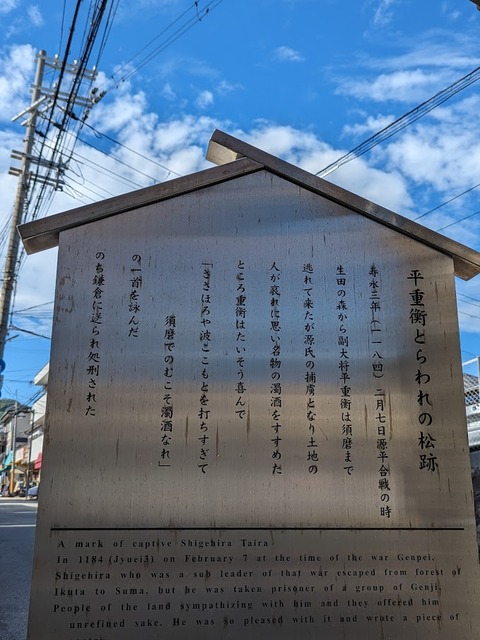 平重衡とらわれの松跡
寿永三年(一一八四)二月七日源平合戦の時
生田の森から副大将平重衡は須磨まで
逃れて来たが源氏の捕虜となり土地の
人が哀れに思い名物の濁酒をすすめた
ところ重衡はたいそう喜んで
「ささほろや波ここもとを打ちすぎて
須磨でのむこそ濁酒なれ」
の一首を詠んだ
のち鎌倉に送られ処刑された
A mark of captive Shigehira Taira
In 1184 (Jyuei3) on February 7 at the time of the war Genpei.
Shigehira who was a sub leader of that war escaped from forest of
Ikuta to Suma, but he was taken prisoner of a group of Genji.
People of the land sympathizing with him and they offered him
unrefined sake. He was so pleased with it and wrote a piece of